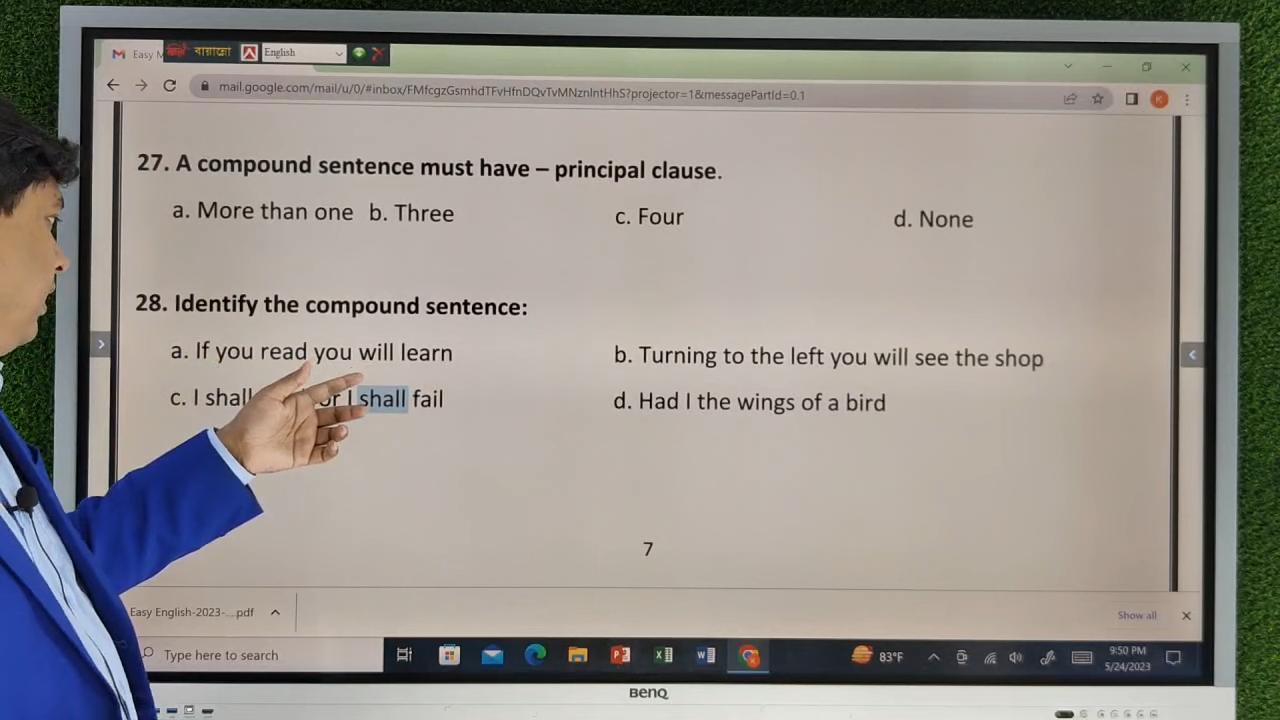 Easy M
বায়ান্নো
English
mail.google.com/mail/u/0/#inbox/FMfcgzGsmhdTFvHfnDQvTvMNznlntHhS?projector=1&messagePartId=0.1
K
27. A compound sentence must have – principal clause.
a. More than one b. Three c. Four d. None
28. Identify the compound sentence:
a. If you read you will learn b. Turning to the left you will see the shop
c. I shall or I shall fail d. Had I the wings of a bird
7
Easy English-2023-....pdf
Show all
Type here to search
83°F
9:50 PM
5/24/2023
BenQ